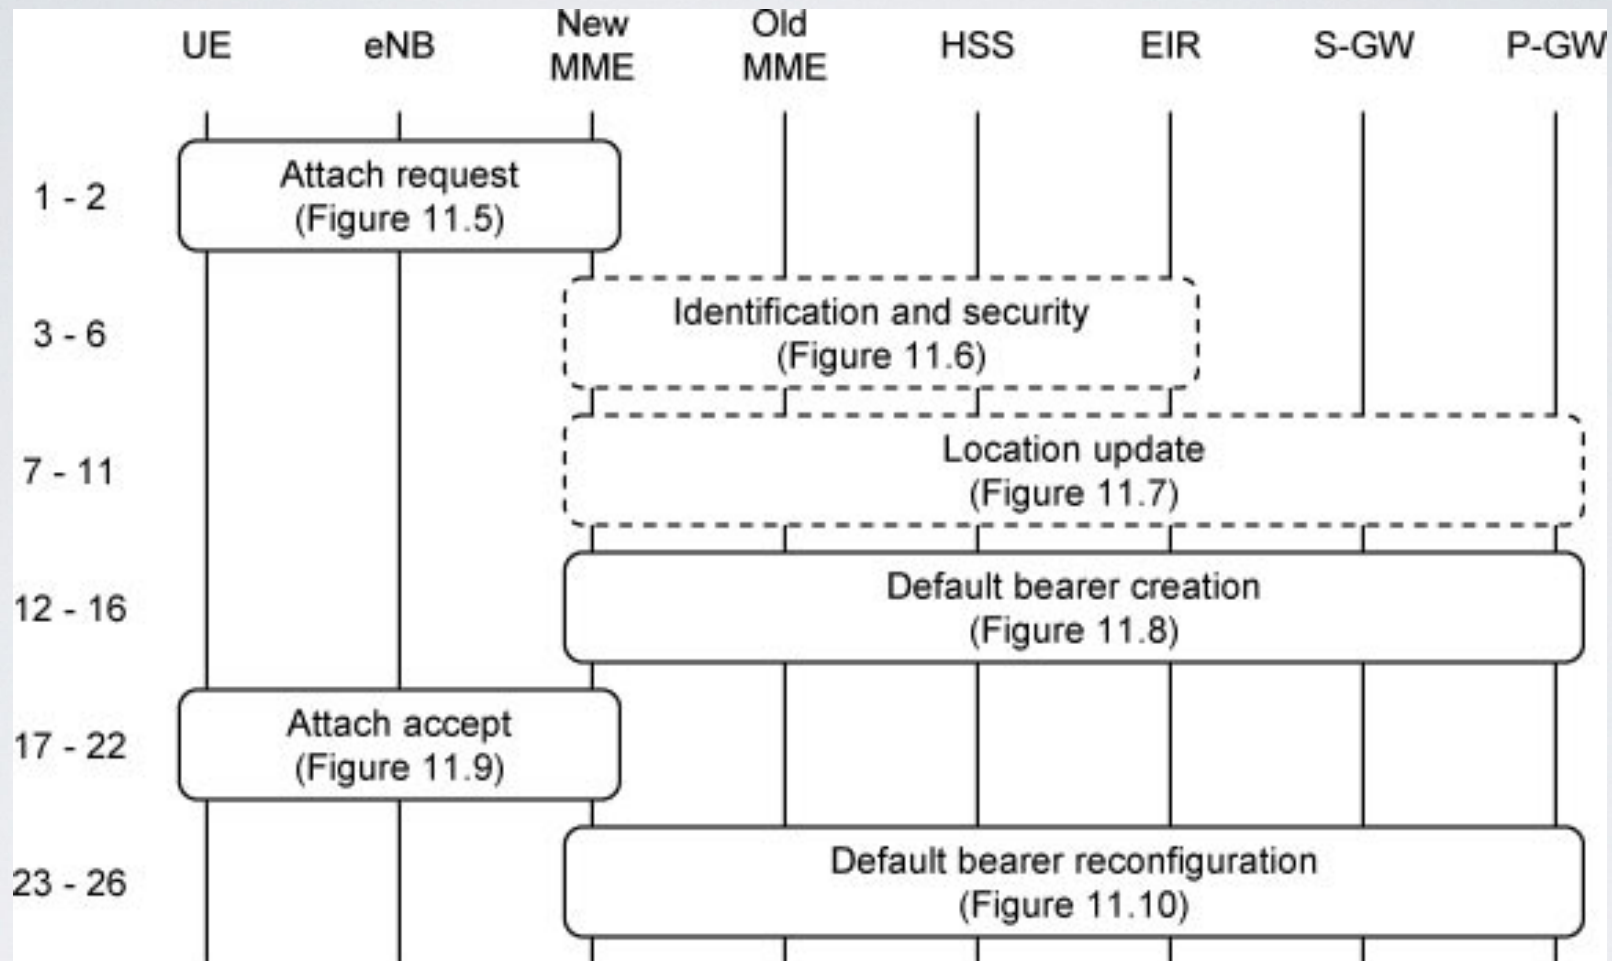 UE
eNB
New
MME
Old
MME
HSS
EIR
S-GW
P-GW
1 - 2
Attach request
(Figure 11.5)
3 - 6
Identification and security
(Figure 11.6)
7 - 11
Location update
(Figure 11.7)
12 - 16
Default bearer creation
(Figure 11.8)
17 - 22
Attach accept
(Figure 11.9)
23 - 26
Default bearer reconfiguration
(Figure 11.10)